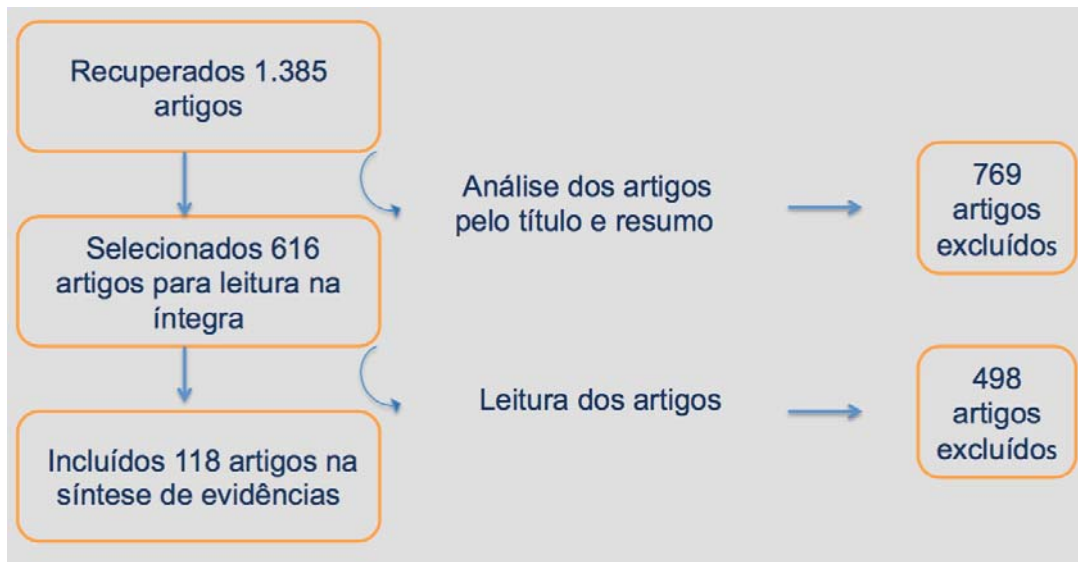 Recuperados 1.385
artigos
Análise dos artigos
pelo título e resumo
769
artigos
excluídos
Selecionados 616
artigos para leitura na
íntegra
Leitura dos artigos
498
artigos
excluídos
Incluídos 118 artigos na
síntese de evidências